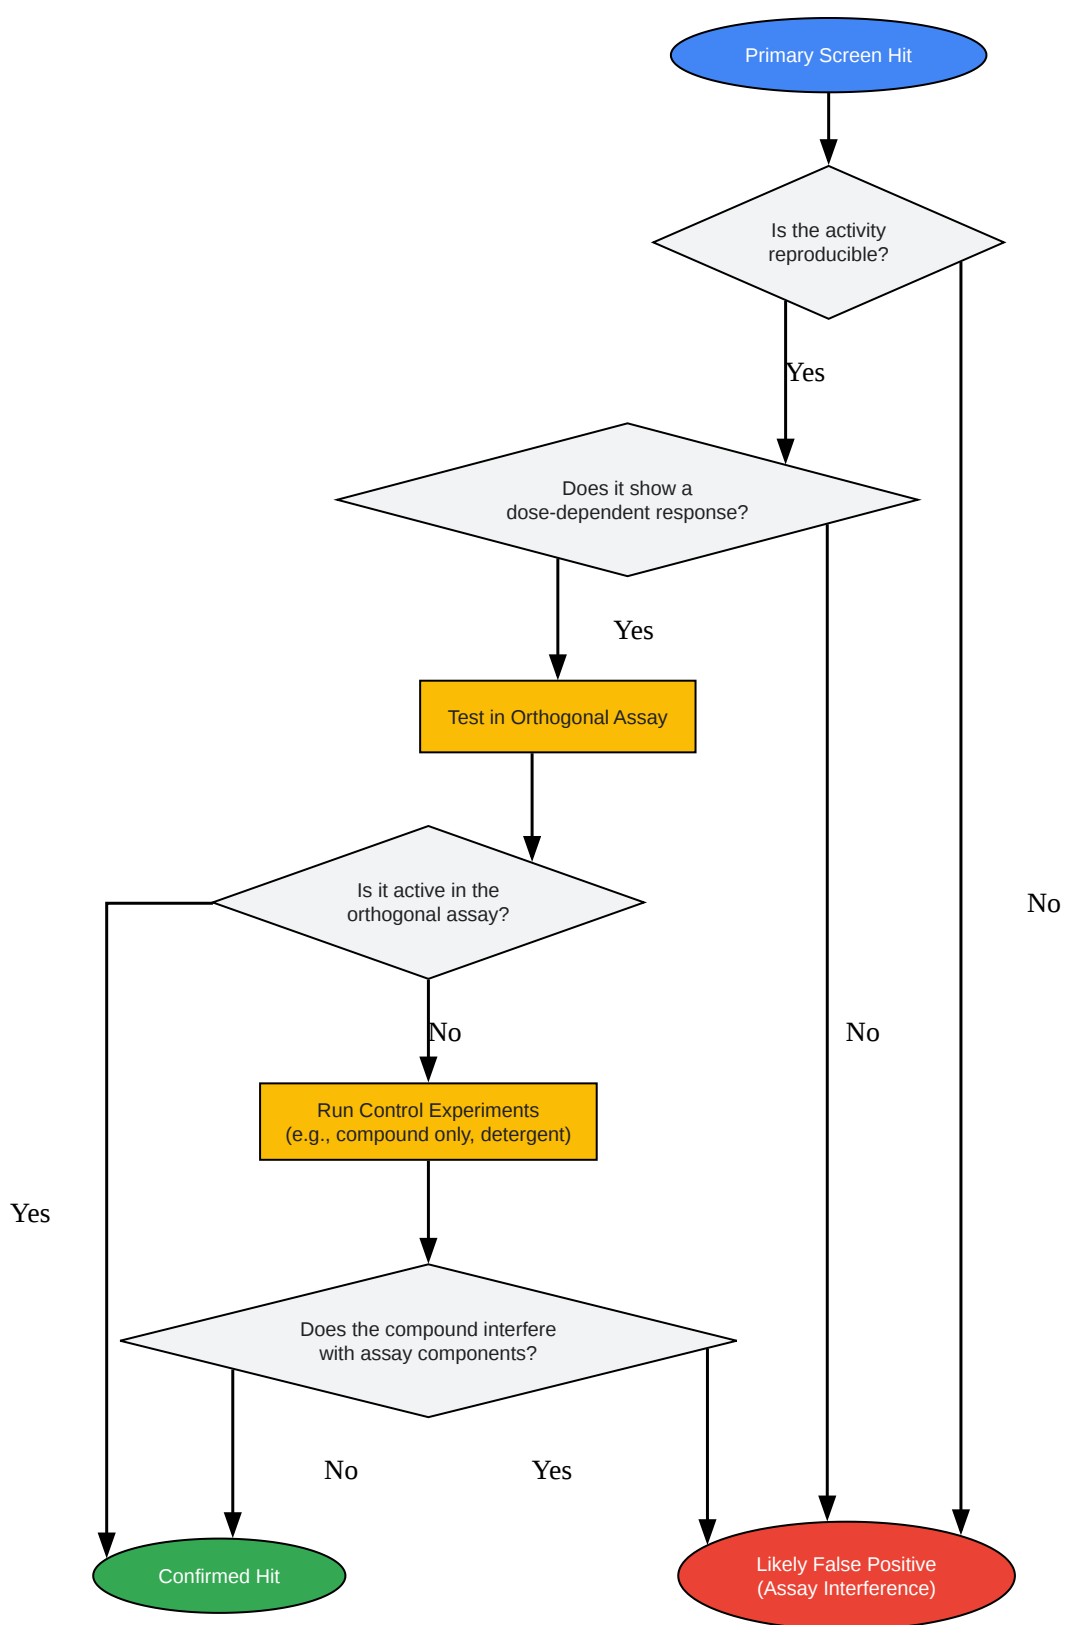 Primary Screen Hit
Is the activity
reproducible?
Yes
Does it show a
dose-dependent response?
Yes
Test in Orthogonal Assay
Is it active in the
orthogonal assay?
No
No
No
Run Control Experiments
(e.g., compound only, detergent)
Yes
Does the compound interfere
with assay components?
No
Yes
Confirmed Hit
Likely False Positive
(Assay Interference)